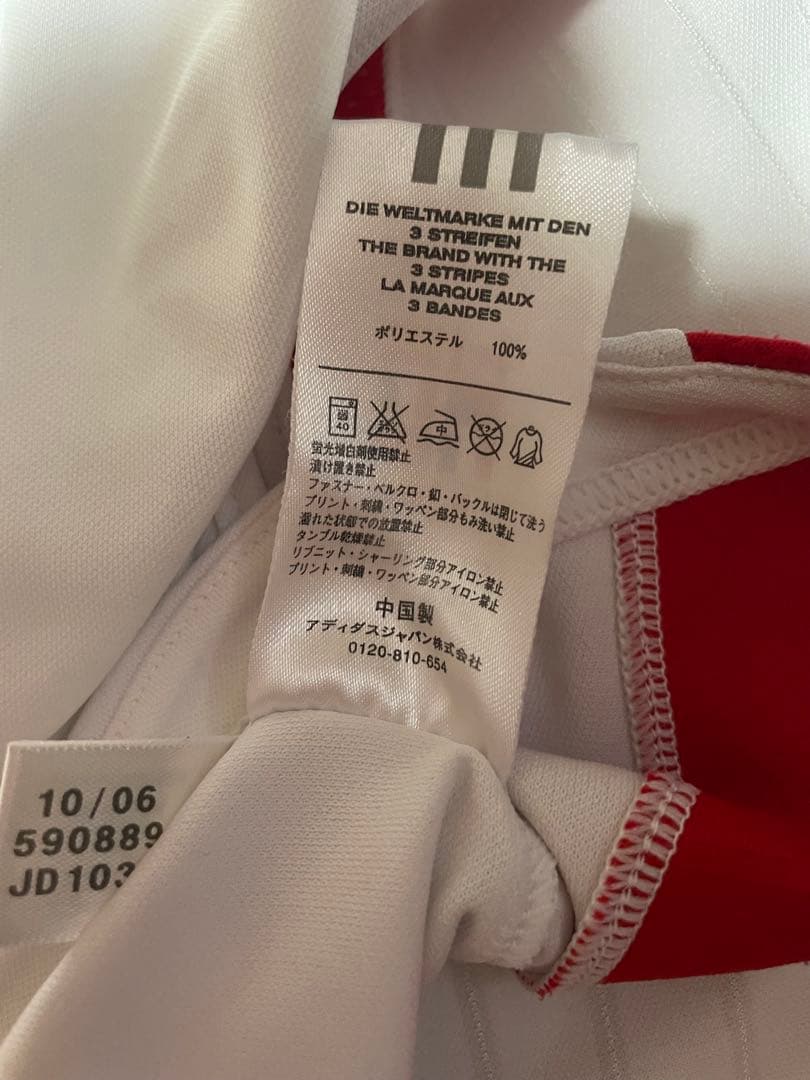 DIE WELTMARKE MIT DEN
3 STREIFEN
THE BRAND WITH THE
3 STRIPES
LA MARQUE AUX
3 BANDES
ポリエステル 100%
40 中
蛍光増白剤使用禁止
漬け置き禁止
ファスナー・ベルクロ・釦・バックルは閉じて洗う
プリント・刺繍・ワッペン部分もみ洗い禁止
濡れた状態での放置禁止
タンブル乾燥禁止
リブニット・シャーリング部分アイロン禁止
プリント・刺繍・ワッペン部分アイロン禁止
中国製
アディダスジャパン株式会社
0120-810-654
10/06
590889
JD103